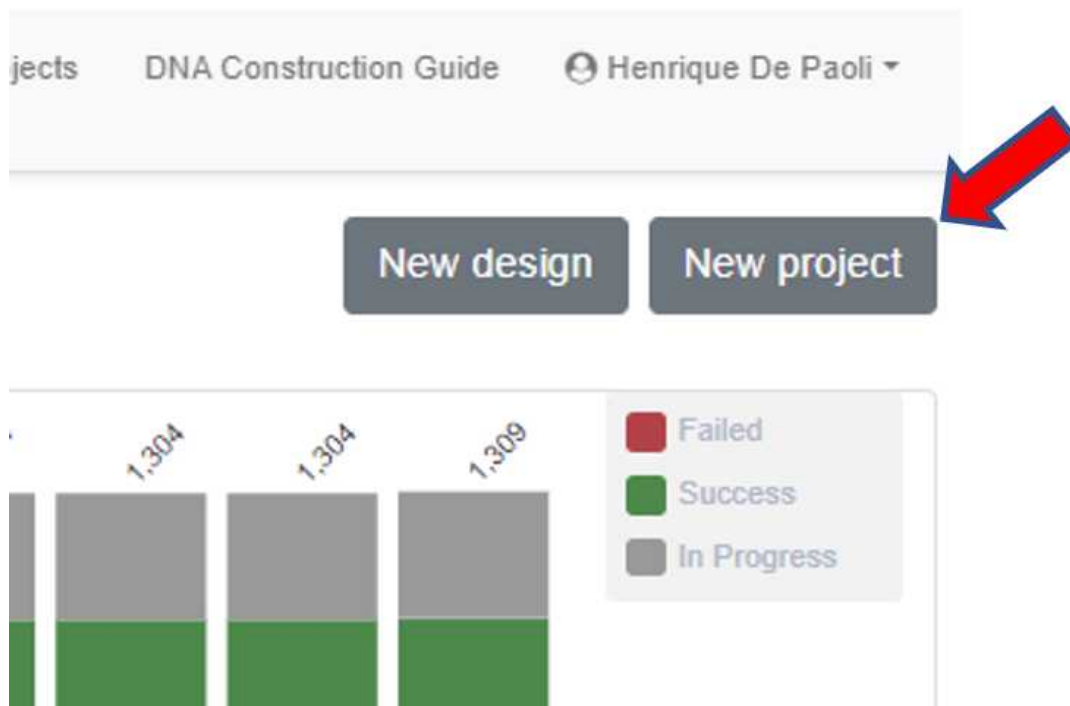 jects DNA Construction Guide Henrique De Paoli
New design New project
1,304 1,304 1,309
Failed
Success
In Progress